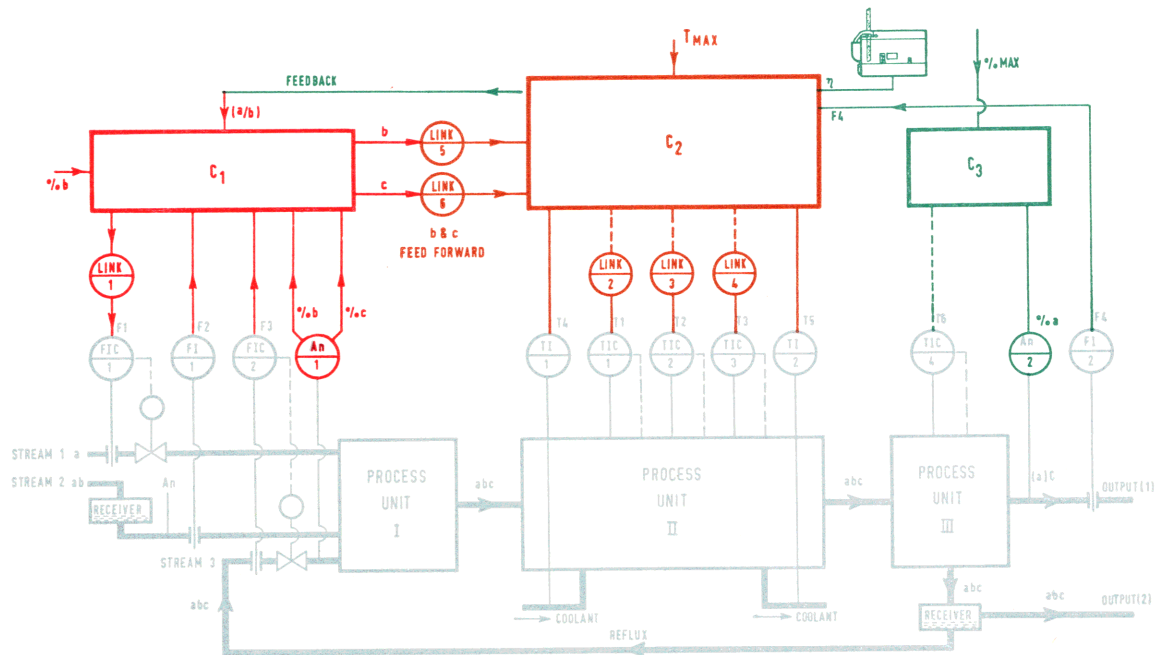 T MAX
% MAX
FEEDBACK
η
(a/b)
F4
b
LINK
5
C1
C2
C3
% b
c
LINK
6
b & c
FEED FORWARD
LINK
1
LINK
2
LINK
3
LINK
4
% b
% c
F1
F2
F3
T4
T1
T2
T3
T5
T6
% a
F4
FIC
1
FI
1
FIC
2
An
1
TI
1
TIC
1
TIC
2
TIC
3
TI
2
TIC
4
An
2
FI
2
STREAM 1 a
STREAM 2 ab
An
RECEIVER
STREAM 3
PROCESS
UNIT
I
abc
PROCESS
UNIT
II
abc
PROCESS
UNIT
III
(a)C
OUTPUT(1)
abc
COOLANT
COOLANT
abc
RECEIVER
abc
OUTPUT(2)
REFLUX